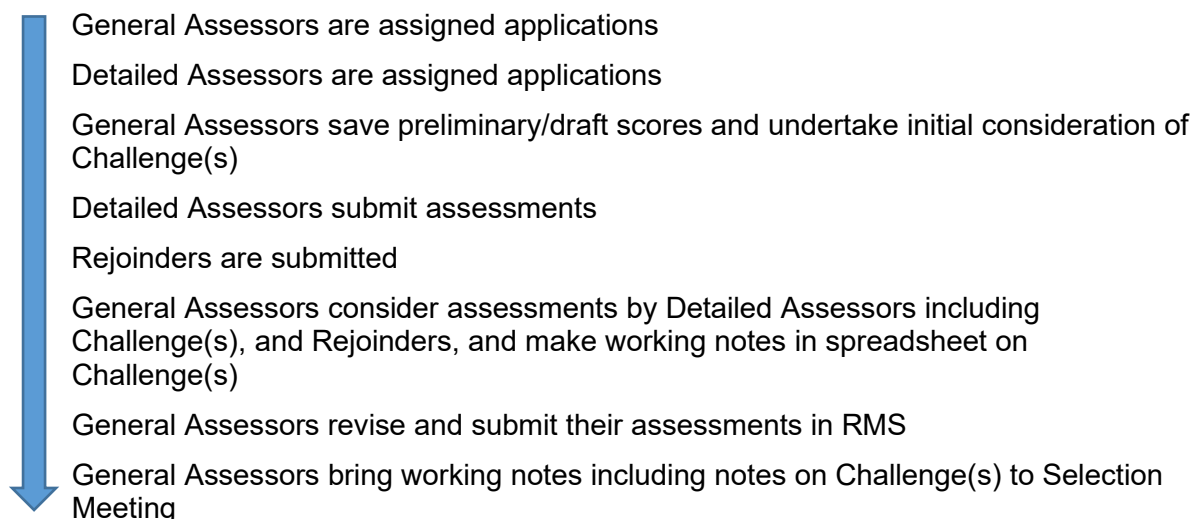 General Assessors are assigned applications
Detailed Assessors are assigned applications
General Assessors save preliminary/draft scores and undertake initial consideration of
Challenge(s)
Detailed Assessors submit assessments
Rejoinders are submitted
General Assessors consider assessments by Detailed Assessors including
Challenge(s), and Rejoinders, and make working notes in spreadsheet on
Challenge(s)
General Assessors revise and submit their assessments in RMS
General Assessors bring working notes including notes on Challenge(s) to Selection
Meeting